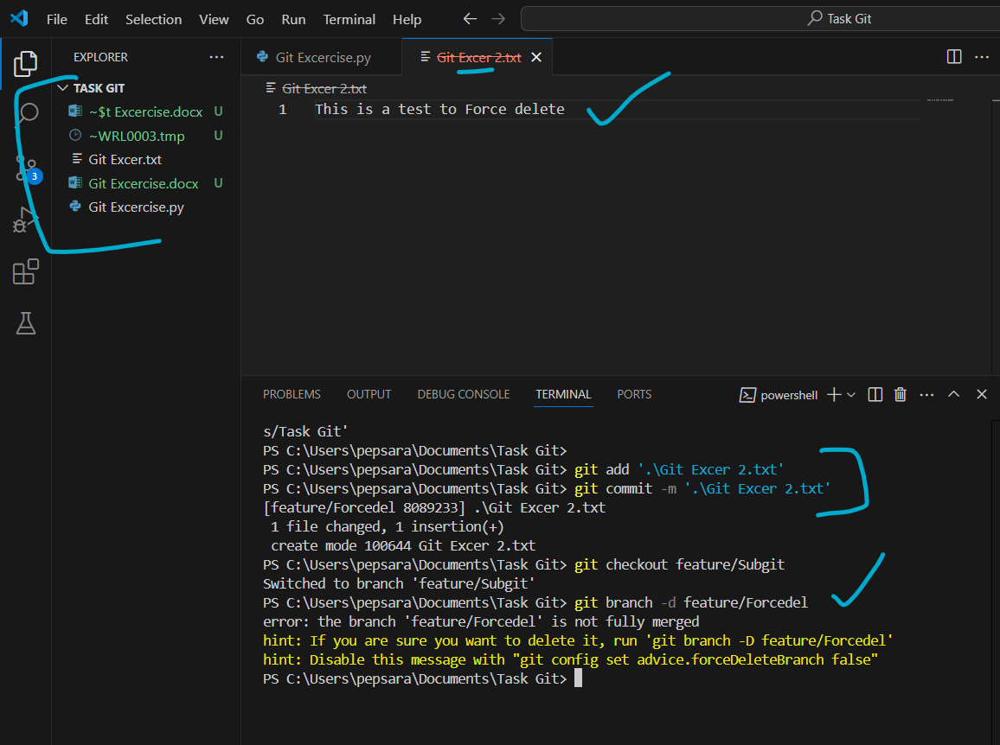 File Edit Selection View Go Run Terminal Help
Task Git
EXPLORER
TASK GIT
~$t Excercise.docx U
~WRL0003.tmp U
Git Excer.txt
Git Excercise.docx U
Git Excercise.py
3
Git Excercise.py
Git Excer 2.txt
Git Excer 2.txt
1 This is a test to Force delete
PROBLEMS OUTPUT DEBUG CONSOLE TERMINAL PORTS
powershell
s/Task Git'
PS C:\Users\pepsara\Documents\Task Git>
PS C:\Users\pepsara\Documents\Task Git> git add '.\Git Excer 2.txt'
PS C:\Users\pepsara\Documents\Task Git> git commit -m '.\Git Excer 2.txt'
[feature/Forcedel 8089233] .\Git Excer 2.txt
1 file changed, 1 insertion(+)
create mode 100644 Git Excer 2.txt
PS C:\Users\pepsara\Documents\Task Git> git checkout feature/Subgit
Switched to branch 'feature/Subgit'
PS C:\Users\pepsara\Documents\Task Git> git branch -d feature/Forcedel
error: the branch 'feature/Forcedel' is not fully merged
hint: If you are sure you want to delete it, run 'git branch -D feature/Forcedel'
hint: Disable this message with "git config set advice.forceDeleteBranch false"
PS C:\Users\pepsara\Documents\Task Git>